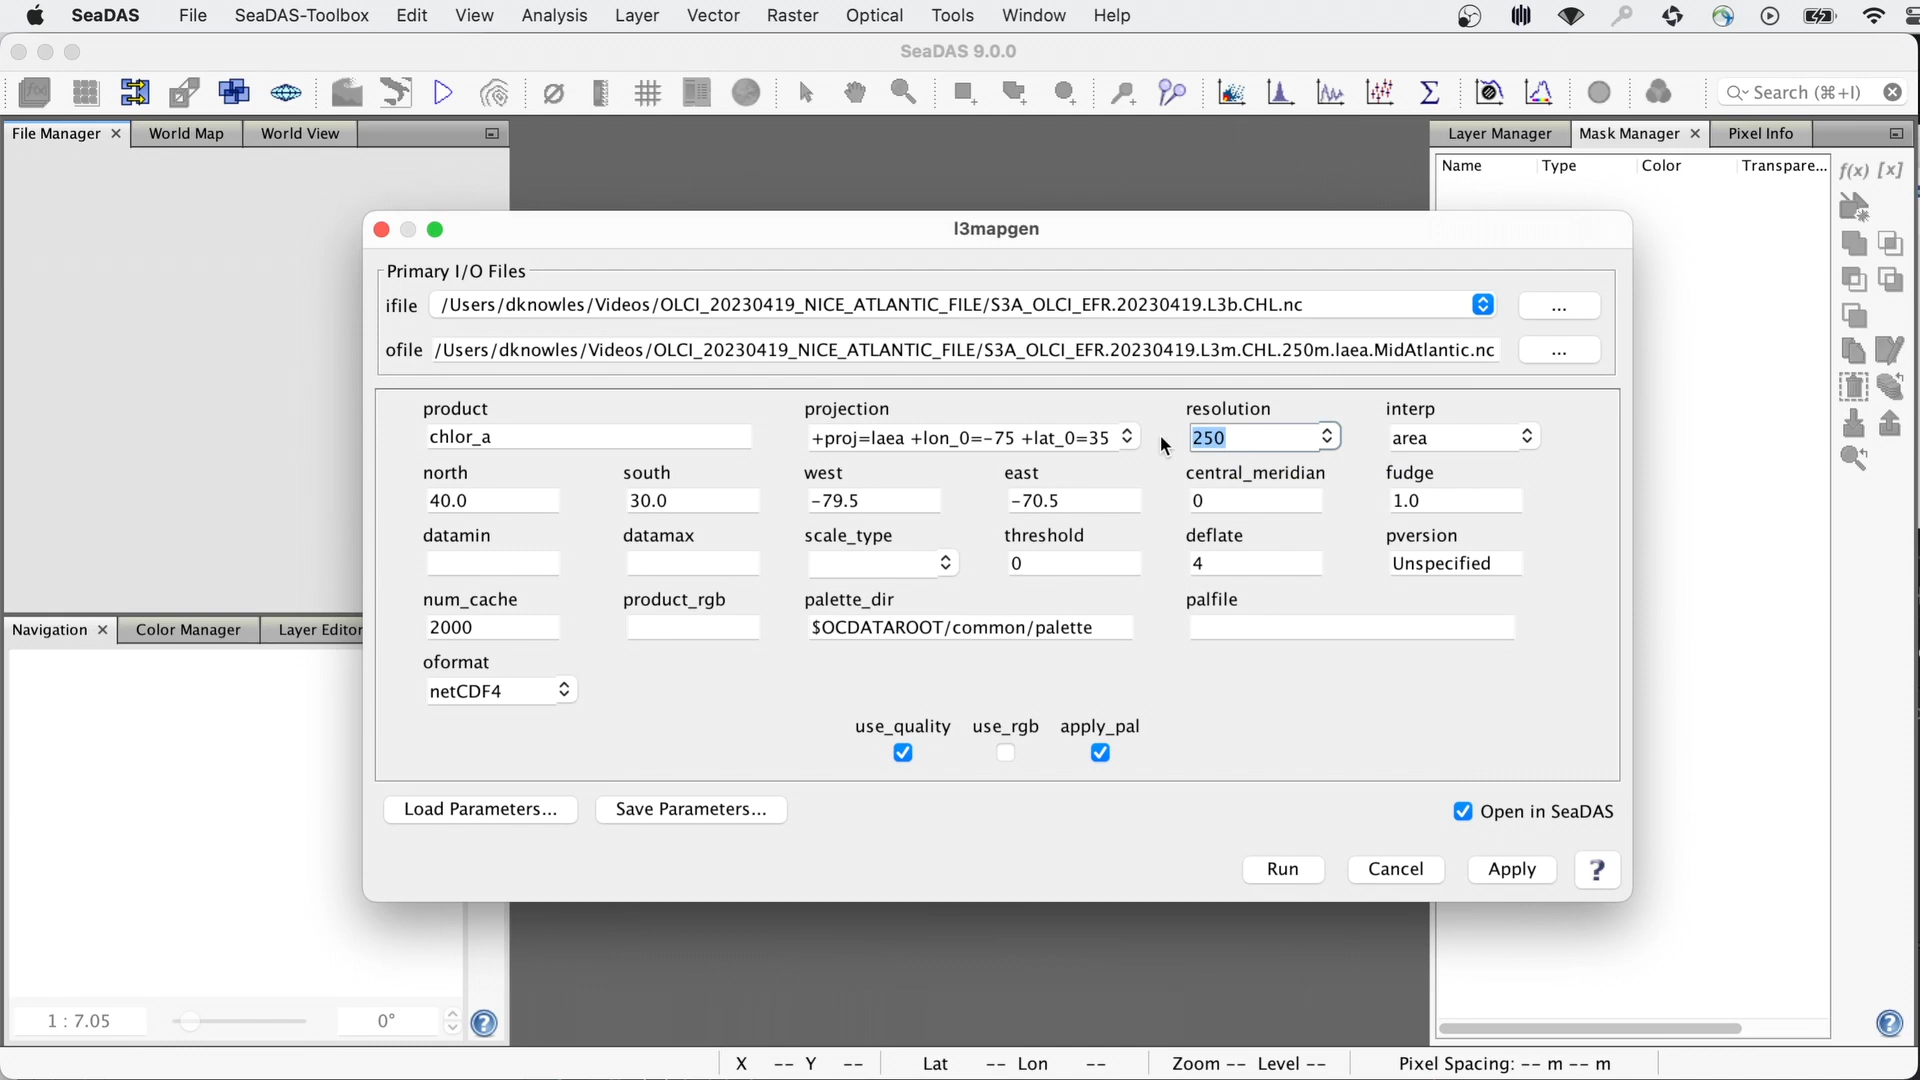 SeaDAS File SeaDAS-Toolbox Edit View Analysis Layer Vector Raster Optical Tools Window Help
SeaDAS 9.0.0
Search (⌘+I)
File Manager World Map World View Layer Manager Mask Manager Pixel Info
Name Type Color Transpare...
f(x) [x]
l3mapgen
Primary I/O Files
ifile /Users/dknowles/Videos/OLCI_20230419_NICE_ATLANTIC_FILE/S3A_OLCI_EFR.20230419.L3b.CHL.nc ...
ofile /Users/dknowles/Videos/OLCI_20230419_NICE_ATLANTIC_FILE/S3A_OLCI_EFR.20230419.L3m.CHL.250m.laea.MidAtlantic.nc ...
product projection resolution interp
chlor_a +proj=laea +lon_0=-75 +lat_0=35 250 area
north south west east central_meridian fudge
40.0 30.0 -79.5 -70.5 0 1.0
datamin datamax scale_type threshold deflate pversion
0 4 Unspecified
num_cache product_rgb palette_dir palfile
2000 $OCDATAROOT/common/palette
oformat
netCDF4
use_quality use_rgb apply_pal
Load Parameters... Save Parameters... Open in SeaDAS
Run Cancel Apply ?
Navigation Color Manager Layer Editor
1 : 7.05 0° ? ?
X -- Y -- Lat -- Lon -- Zoom -- Level -- Pixel Spacing: -- m -- m